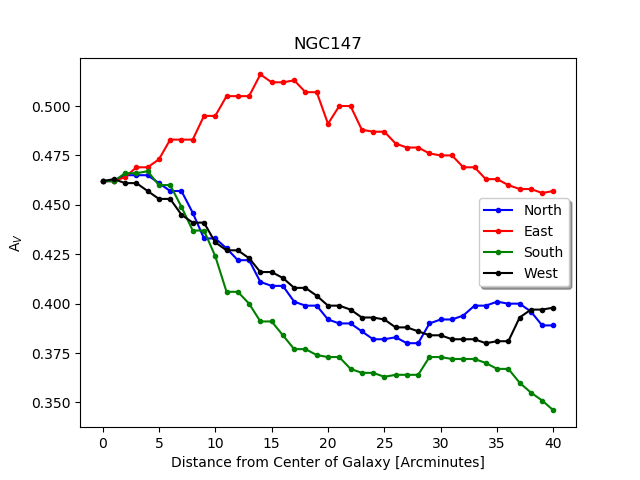 NGC147
A_V
0.500
0.475
0.450
0.425
0.400
0.375
0.350
North
East
South
West
0 5 10 15 20 25 30 35 40
Distance from Center of Galaxy [Arcminutes]